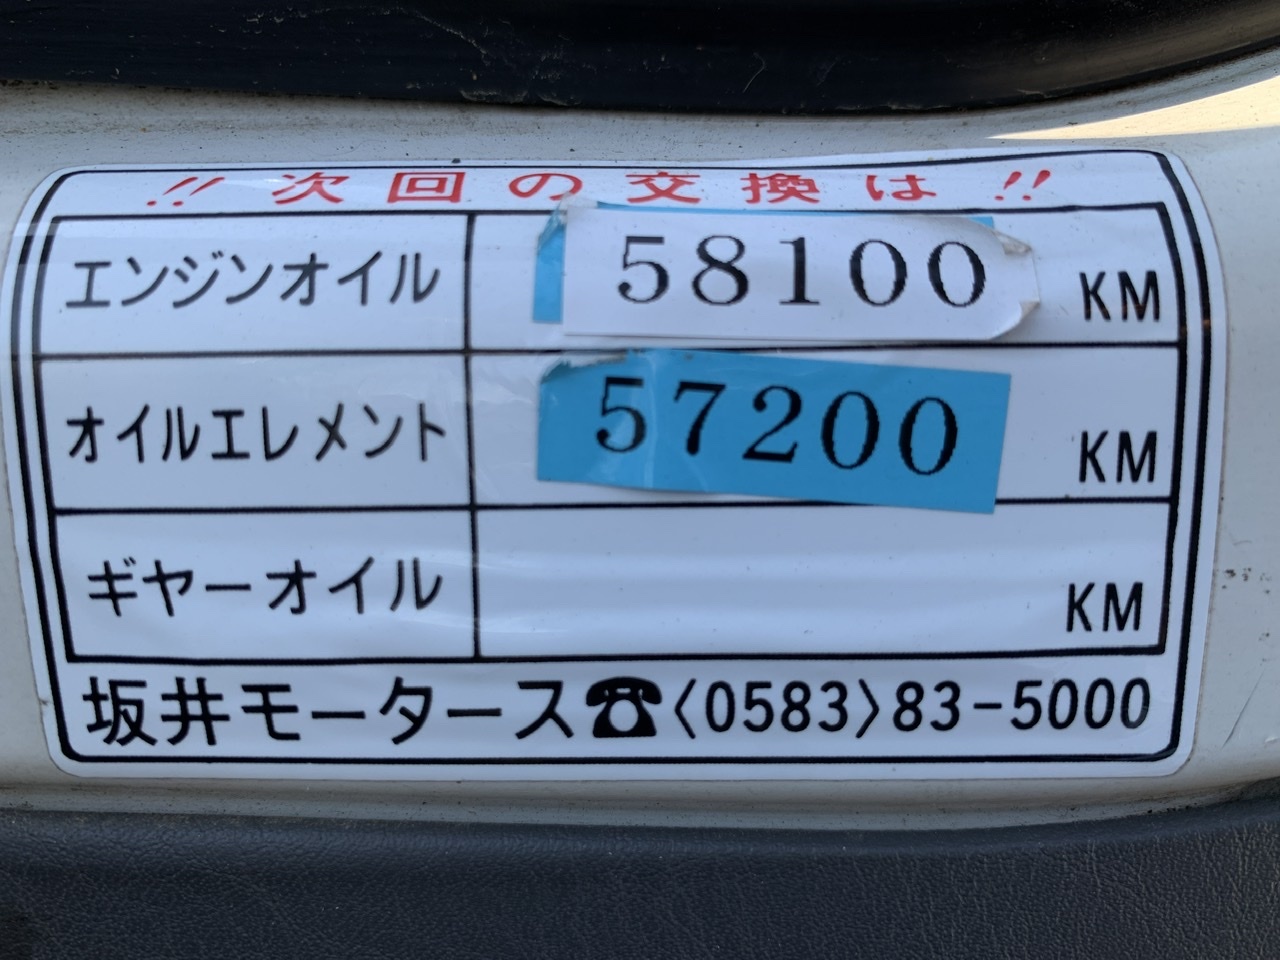 !! 次回の交換は !!
エンジンオイル 58100 KM
オイルエレメント 57200 KM
ギヤーオイル KM
坂井モータース☎〈0583〉83-5000